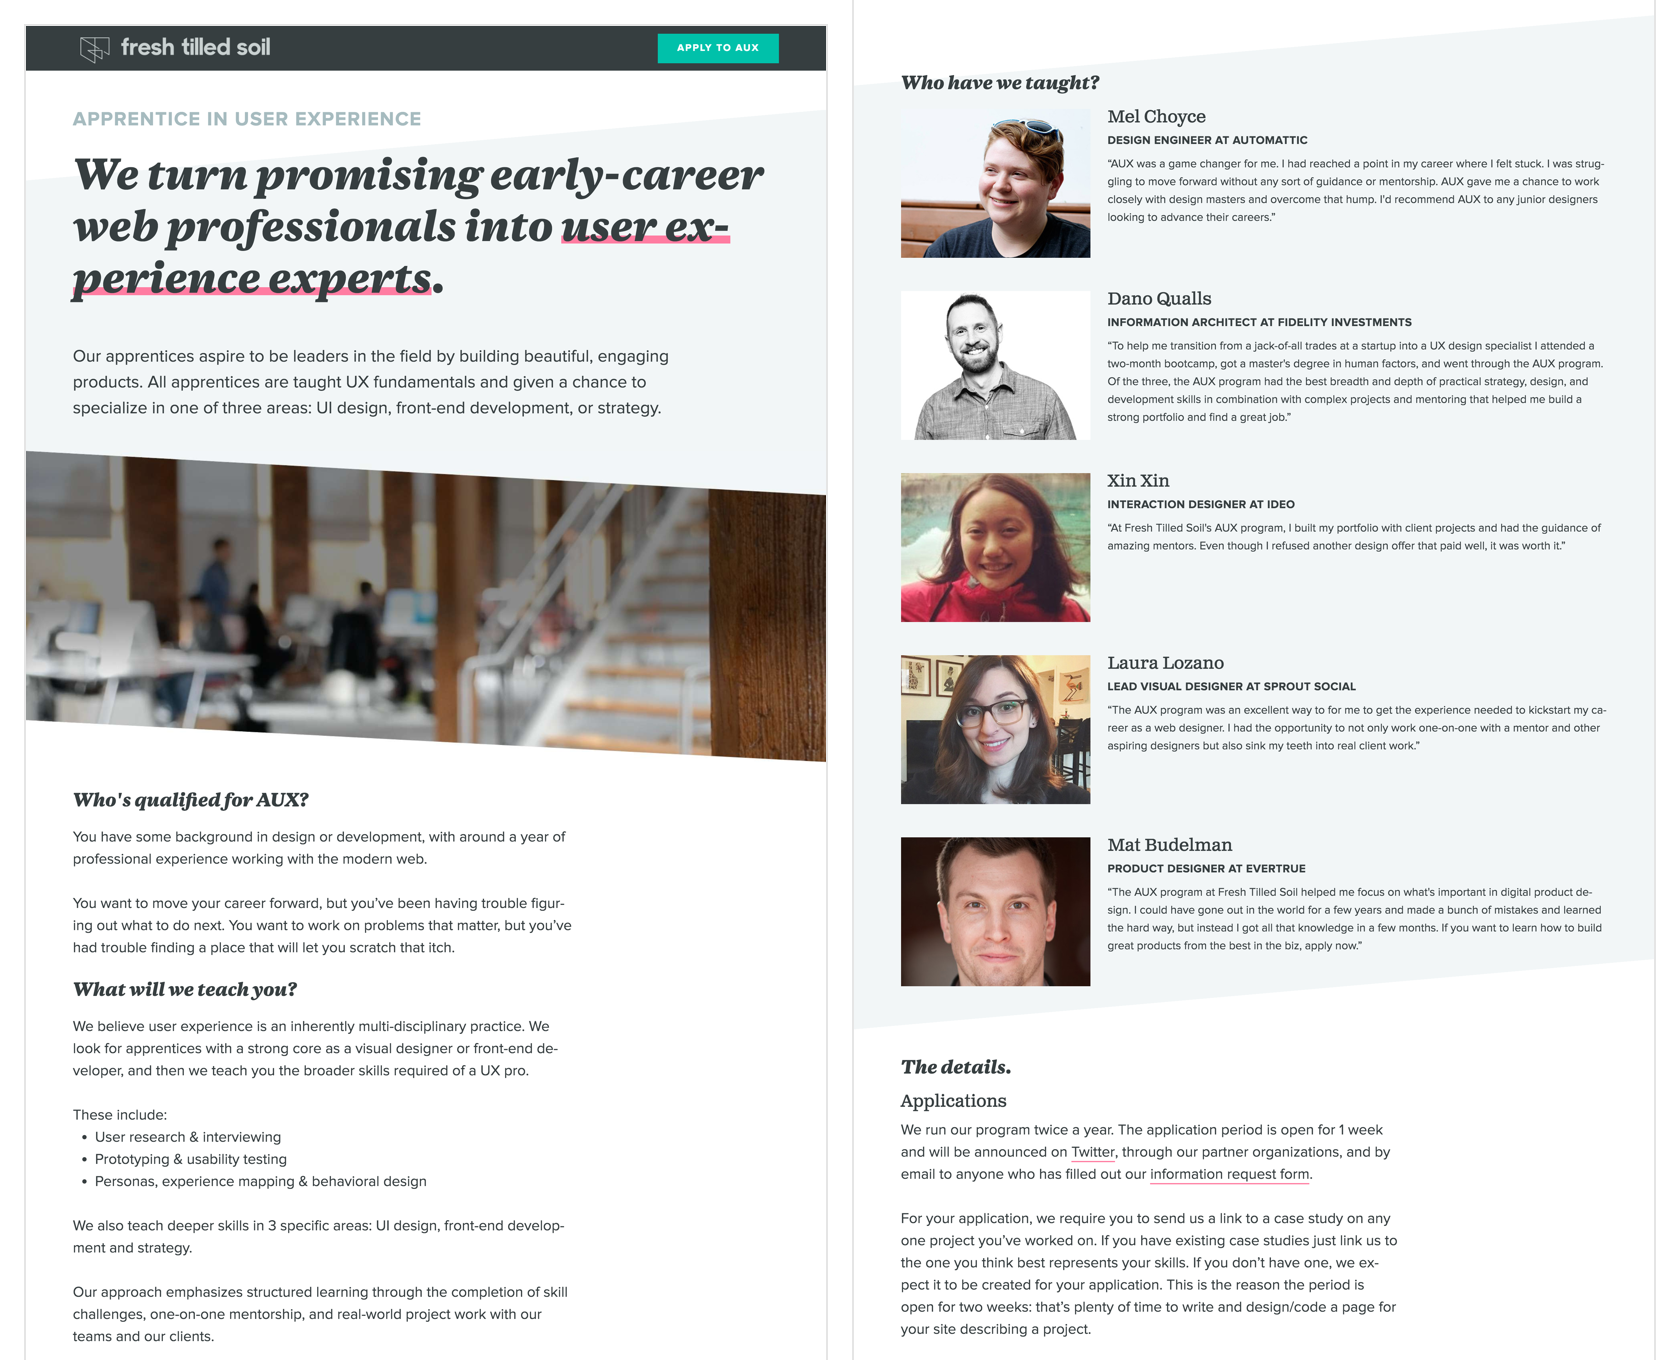 fresh tilled soil
APPLY TO AUX
APPRENTICE IN USER EXPERIENCE
We turn promising early-career
web professionals into user ex-
perience experts.
Our apprentices aspire to be leaders in the field by building beautiful, engaging
products. All apprentices are taught UX fundamentals and given a chance to
specialize in one of three areas: UI design, front-end development, or strategy.
Who's qualified for AUX?
You have some background in design or development, with around a year of
professional experience working with the modern web.
You want to move your career forward, but you've been having trouble figur-
ing out what to do next. You want to work on problems that matter, but you've
had trouble finding a place that will let you scratch that itch.
What will we teach you?
We believe user experience is an inherently multi-disciplinary practice. We
look for apprentices with a strong core as a visual designer or front-end de-
veloper, and then we teach you the broader skills required of a UX pro.
These include:
• User research & interviewing
• Prototyping & usability testing
• Personas, experience mapping & behavioral design
We also teach deeper skills in 3 specific areas: UI design, front-end develop-
ment and strategy.
Our approach emphasizes structured learning through the completion of skill
challenges, one-on-one mentorship, and real-world project work with our
teams and our clients.
Who have we taught?
Mel Choyce
DESIGN ENGINEER AT AUTOMATTIC
“AUX was a game changer for me. I had reached a point in my career where I felt stuck. I was strug-
gling to move forward without any sort of guidance or mentorship. AUX gave me a chance to work
closely with design masters and overcome that hump. I'd recommend AUX to any junior designers
looking to advance their careers.”
Dano Qualls
INFORMATION ARCHITECT AT FIDELITY INVESTMENTS
“To help me transition from a jack-of-all trades at a startup into a UX design specialist I attended a
two-month bootcamp, got a master's degree in human factors, and went through the AUX program.
Of the three, the AUX program had the best breadth and depth of practical strategy, design, and
development skills in combination with complex projects and mentoring that helped me build a
strong portfolio and find a great job.”
Xin Xin
INTERACTION DESIGNER AT IDEO
“At Fresh Tilled Soil's AUX program, I built my portfolio with client projects and had the guidance of
amazing mentors. Even though I refused another design offer that paid well, it was worth it.”
Laura Lozano
LEAD VISUAL DESIGNER AT SPROUT SOCIAL
“The AUX program was an excellent way to for me to get the experience needed to kickstart my ca-
reer as a web designer. I had the opportunity to not only work one-on-one with a mentor and other
aspiring designers but also sink my teeth into real client work.”
Mat Budelman
PRODUCT DESIGNER AT EVERTRUE
“The AUX program at Fresh Tilled Soil helped me focus on what's important in digital product de-
sign. I could have gone out in the world for a few years and made a bunch of mistakes and learned
the hard way, but instead I got all that knowledge in a few months. If you want to learn how to build
great products from the best in the biz, apply now.”
The details.
Applications
We run our program twice a year. The application period is open for 1 week
and will be announced on Twitter, through our partner organizations, and by
email to anyone who has filled out our information request form.
For your application, we require you to send us a link to a case study on any
one project you've worked on. If you have existing case studies just link us to
the one you think best represents your skills. If you don't have one, we ex-
pect it to be created for your application. This is the reason the period is
open for two weeks: that's plenty of time to write and design/code a page for
your site describing a project.